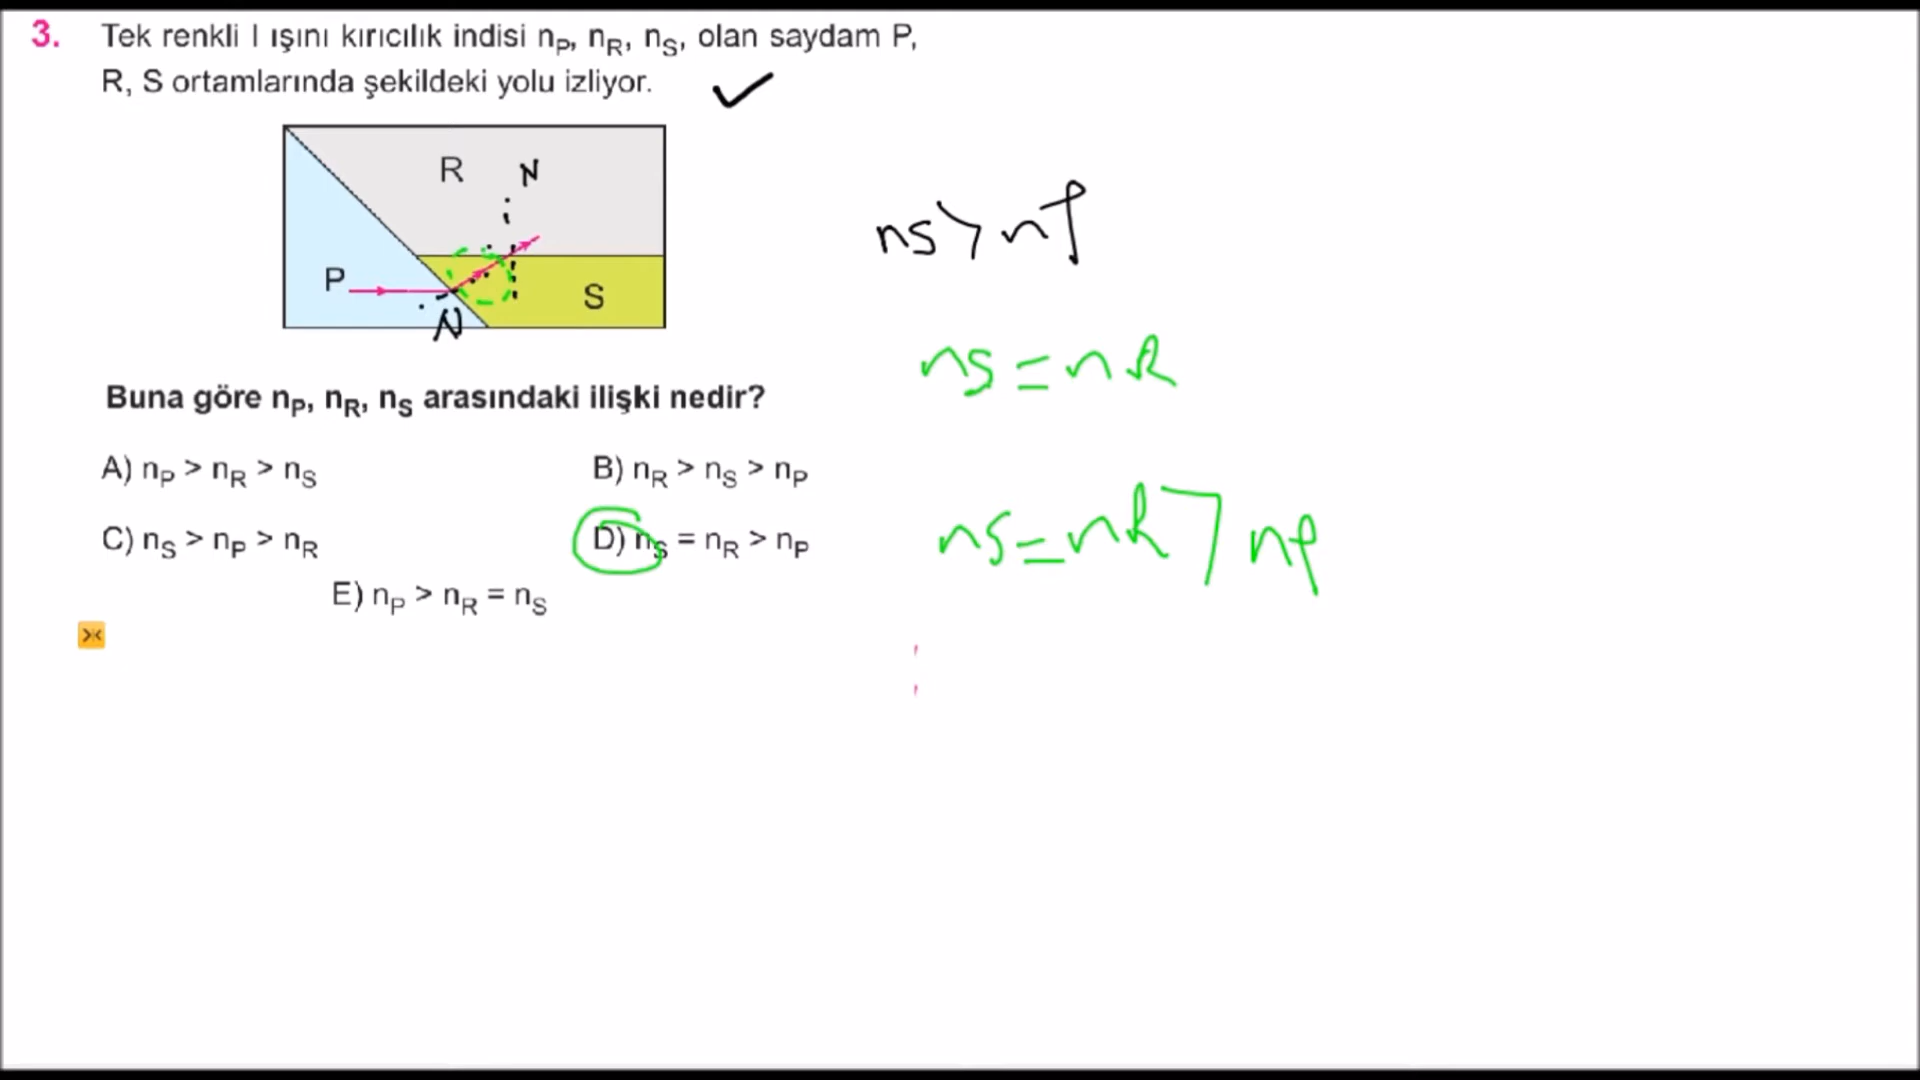 3. Tek renkli I ışını kırıcılık indisi nP, nR, nS, olan saydam P,
R, S ortamlarında şekildeki yolu izliyor.
R N
P
S
N
ns > nP
ns = nR
ns = nR > nP
Buna göre nP, nR, nS arasındaki ilişki nedir?
A) nP > nR > nS
B) nR > nS > nP
C) nS > nP > nR
D) nS = nR > nP
E) nP > nR = nS